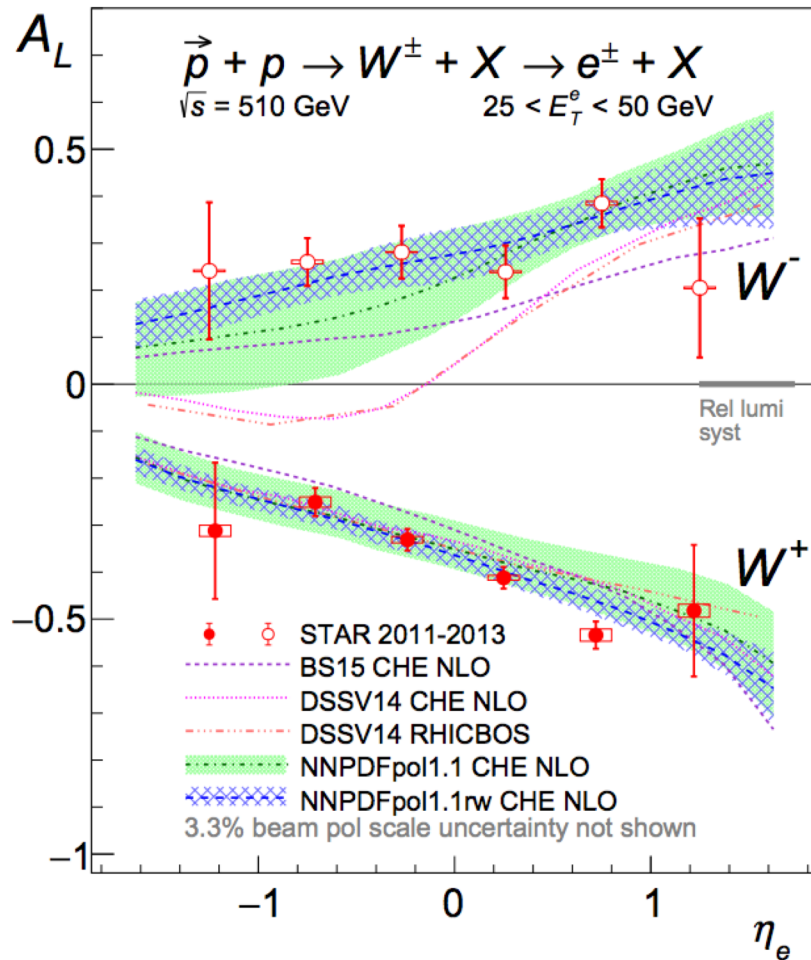 A_L
p⃗ + p → W^± + X → e^± + X
√s = 510 GeV 25 < E_T^e < 50 GeV
0.5
W^-
0
Rel lumi
syst
W^+
−0.5
STAR 2011-2013
BS15 CHE NLO
DSSV14 CHE NLO
DSSV14 RHICBOS
NNPDFpol1.1 CHE NLO
NNPDFpol1.1rw CHE NLO
3.3% beam pol scale uncertainty not shown
−1
−1 0 1
η_e